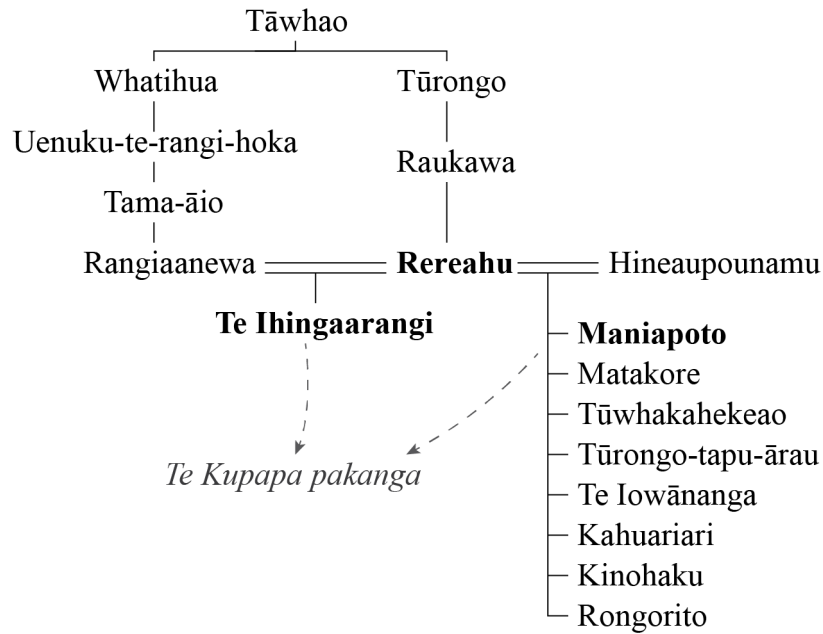 Tāwhao
Whatihua
Tūrongo
Uenuku-te-rangi-hoka
Raukawa
Tama-āio
Rangiaanewa
Rereahu
Hineaupounamu
Te Ihingaarangi
Maniapoto
Matakore
Tūwhakahekeao
Tūrongo-tapu-ārau
Te Kupapa pakanga
Te Iowānanga
Kahuariari
Kinohaku
Rongorito